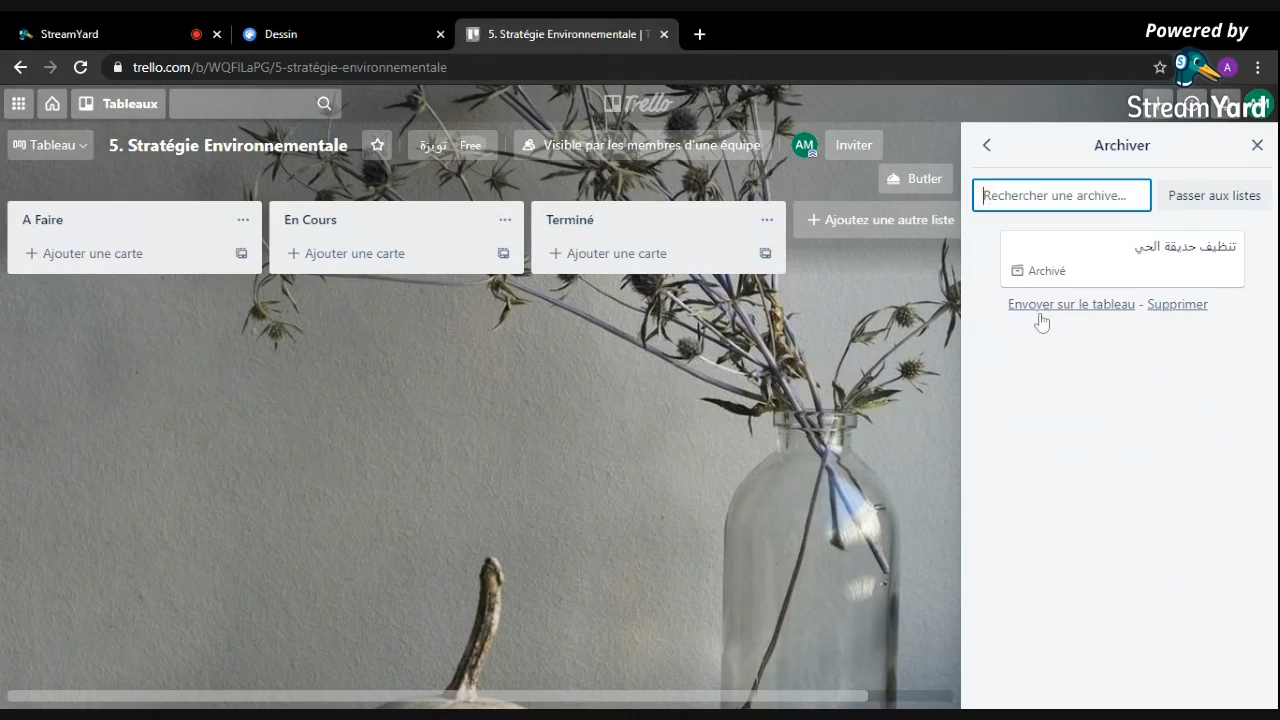 StreamYard
Dessin
5. Stratégie Environnementale | T
Powered by
StreamYard
trello.com/b/WQFILaPG/5-stratégie-environnementale
A
Tableaux
Trello
Tableau
5. Stratégie Environnementale
تويزة
Free
Visible par les membres d'une équipe
AM
Inviter
Butler
A Faire
Ajouter une carte
En Cours
Ajouter une carte
Terminé
Ajouter une carte
Ajoutez une autre liste
Archiver
Rechercher une archive...
Passer aux listes
تنظيف حديقة الحي
Archivé
Envoyer sur le tableau - Supprimer